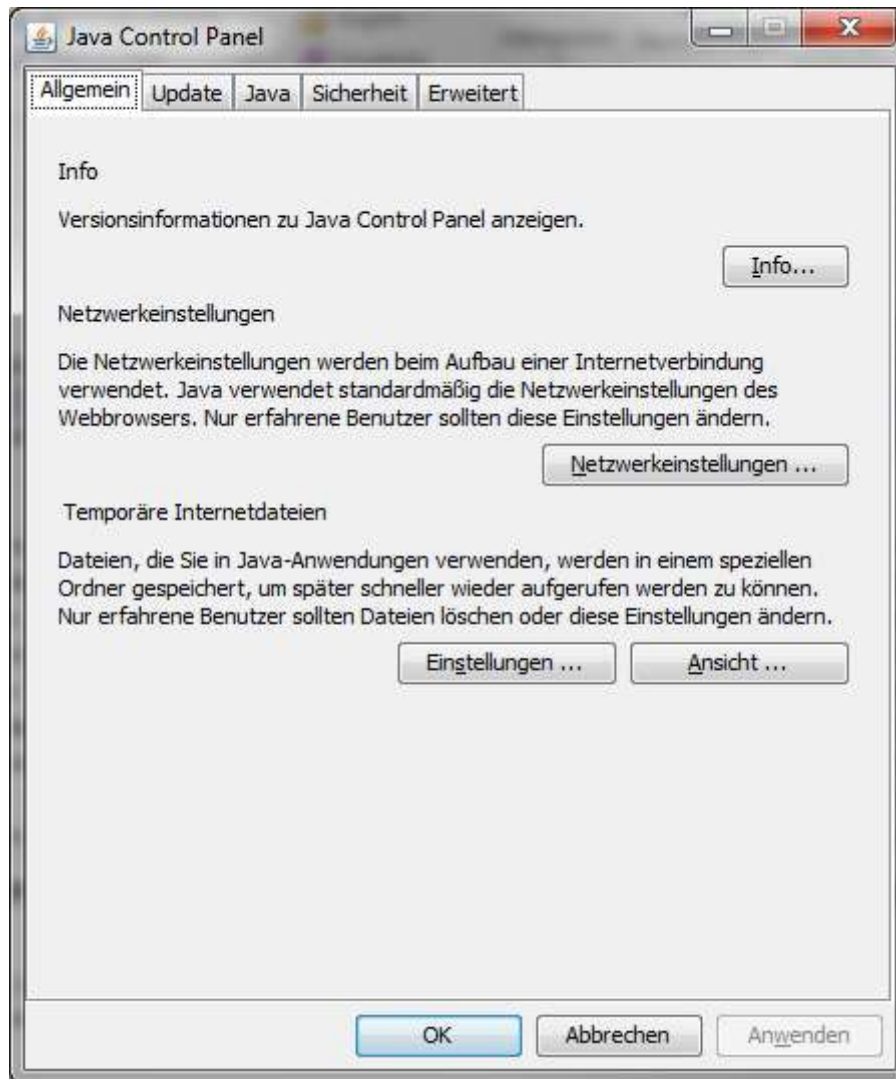 Java Control Panel
Allgemein Update Java Sicherheit Erweitert
Info
Versionsinformationen zu Java Control Panel anzeigen.
Info...
Netzwerkeinstellungen
Die Netzwerkeinstellungen werden beim Aufbau einer Internetverbindung
verwendet. Java verwendet standardmäßig die Netzwerkeinstellungen des
Webbrowsers. Nur erfahrene Benutzer sollten diese Einstellungen ändern.
Netzwerkeinstellungen ...
Temporäre Internetdateien
Dateien, die Sie in Java-Anwendungen verwenden, werden in einem speziellen
Ordner gespeichert, um später schneller wieder aufgerufen werden zu können.
Nur erfahrene Benutzer sollten Dateien löschen oder diese Einstellungen ändern.
Einstellungen ... Ansicht ...
OK Abbrechen Anwenden